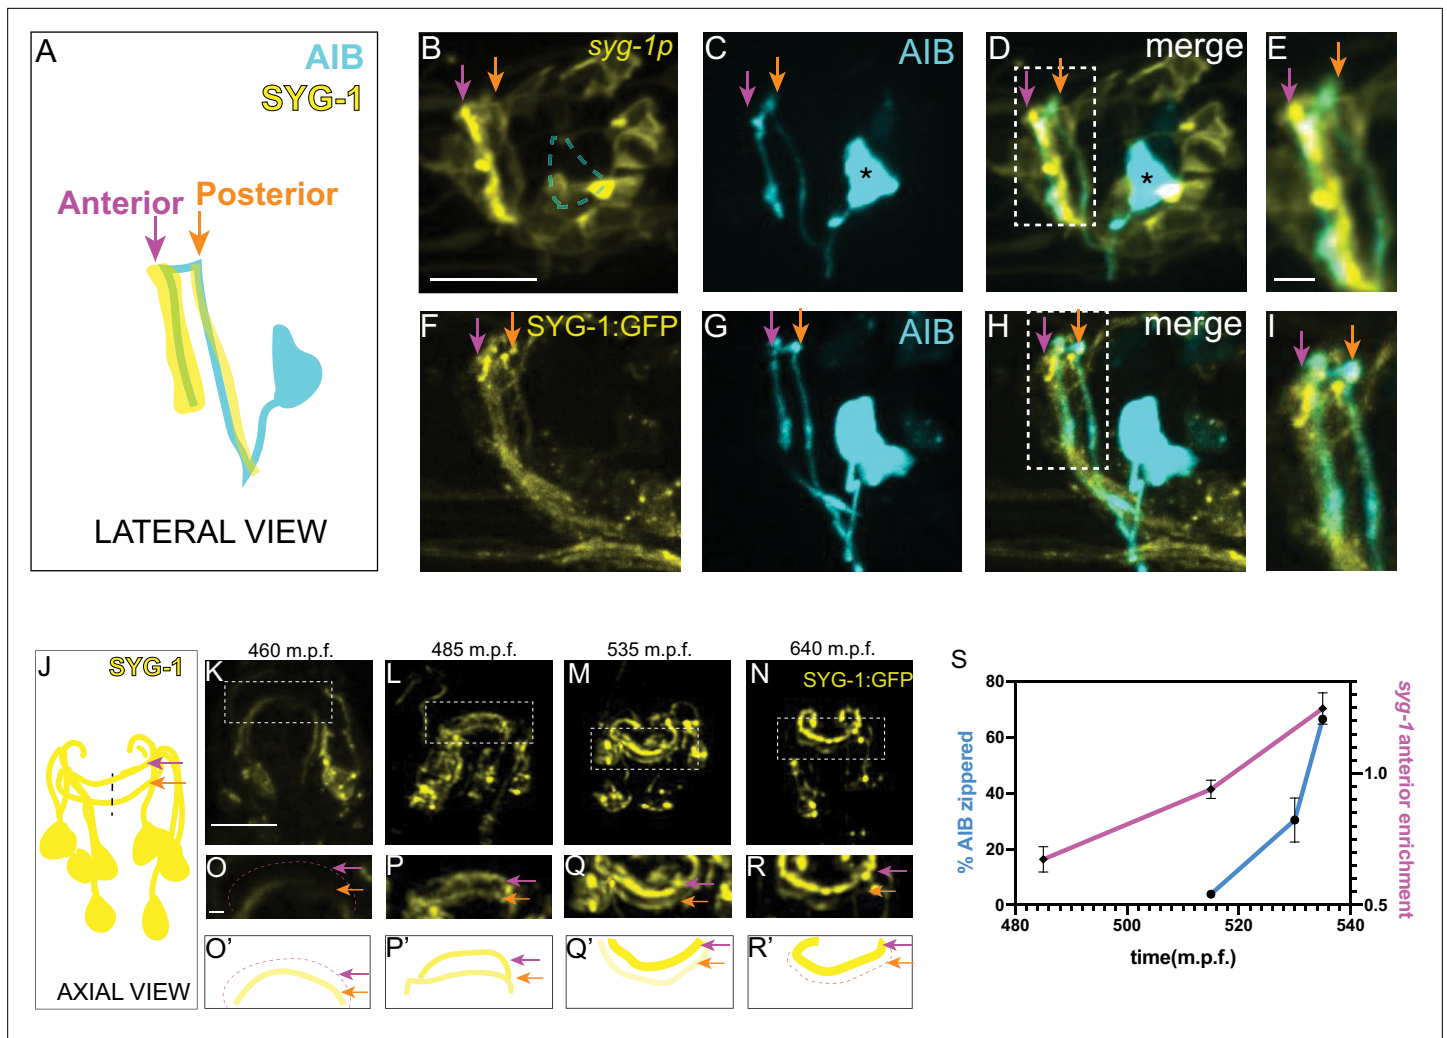 A
AIB
SYG-1
Anterior
Posterior
LATERAL VIEW
B
syg-1p
C
AIB
*
D
merge
*
E
F
SYG-1:GFP
G
AIB
H
merge
I
J
SYG-1
AXIAL VIEW
460 m.p.f.
485 m.p.f.
535 m.p.f.
640 m.p.f.
K
L
M
N
SYG-1:GFP
O
P
Q
R
O’
P’
Q’
R’
S
% AIB zippered
80
60
40
20
0
480
500
520
540
time(m.p.f.)
1.0
0.5
syg-1 anterior enrichment